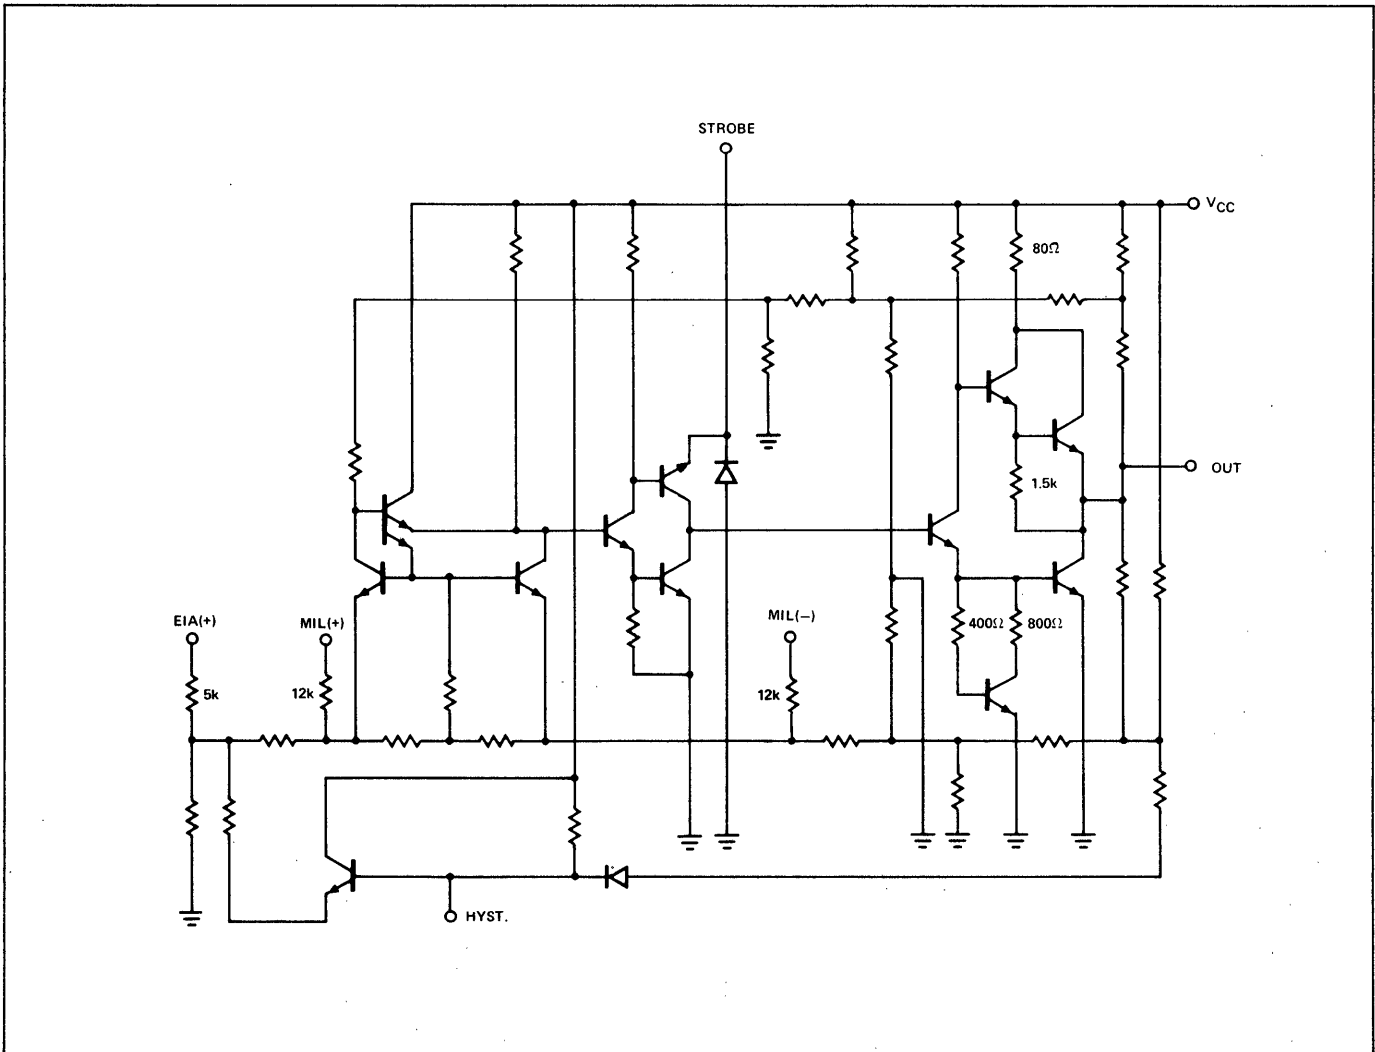 STROBE
VCC
80Ω
OUT
1.5k
EIA(+)
MIL(+)
MIL(−)
400Ω
800Ω
5k
12k
12k
HYST.